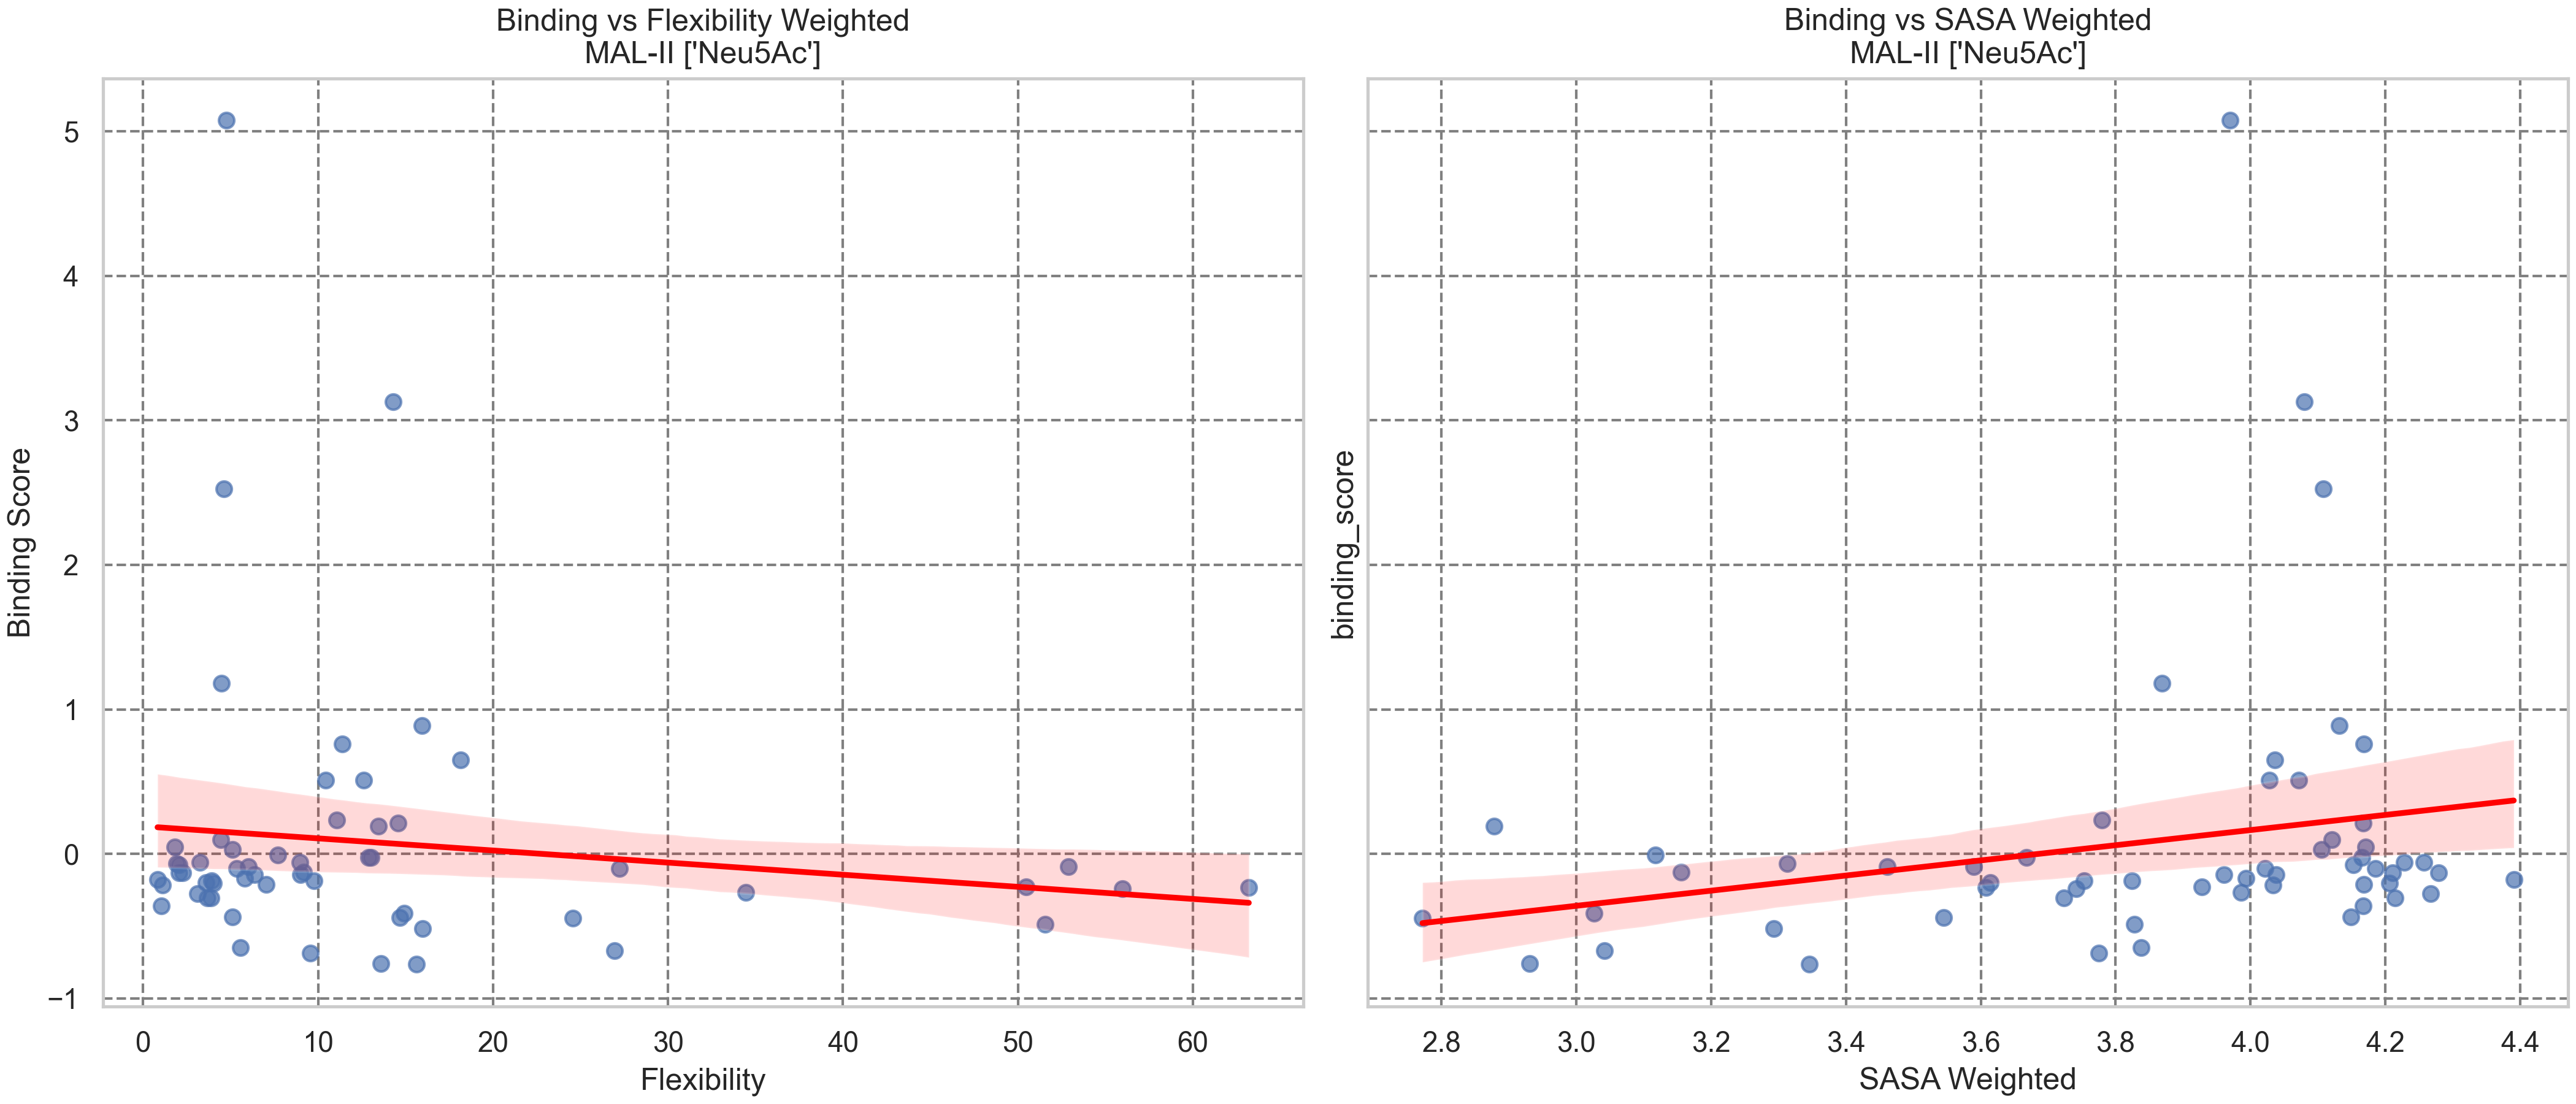 Binding vs Flexibility Weighted
MAL-II ['Neu5Ac']
Binding Score
5
4
3
2
1
0
−1
0 10 20 30 40 50 60
Flexibility
Binding vs SASA Weighted
MAL-II ['Neu5Ac']
binding_score
2.8 3.0 3.2 3.4 3.6 3.8 4.0 4.2 4.4
SASA Weighted